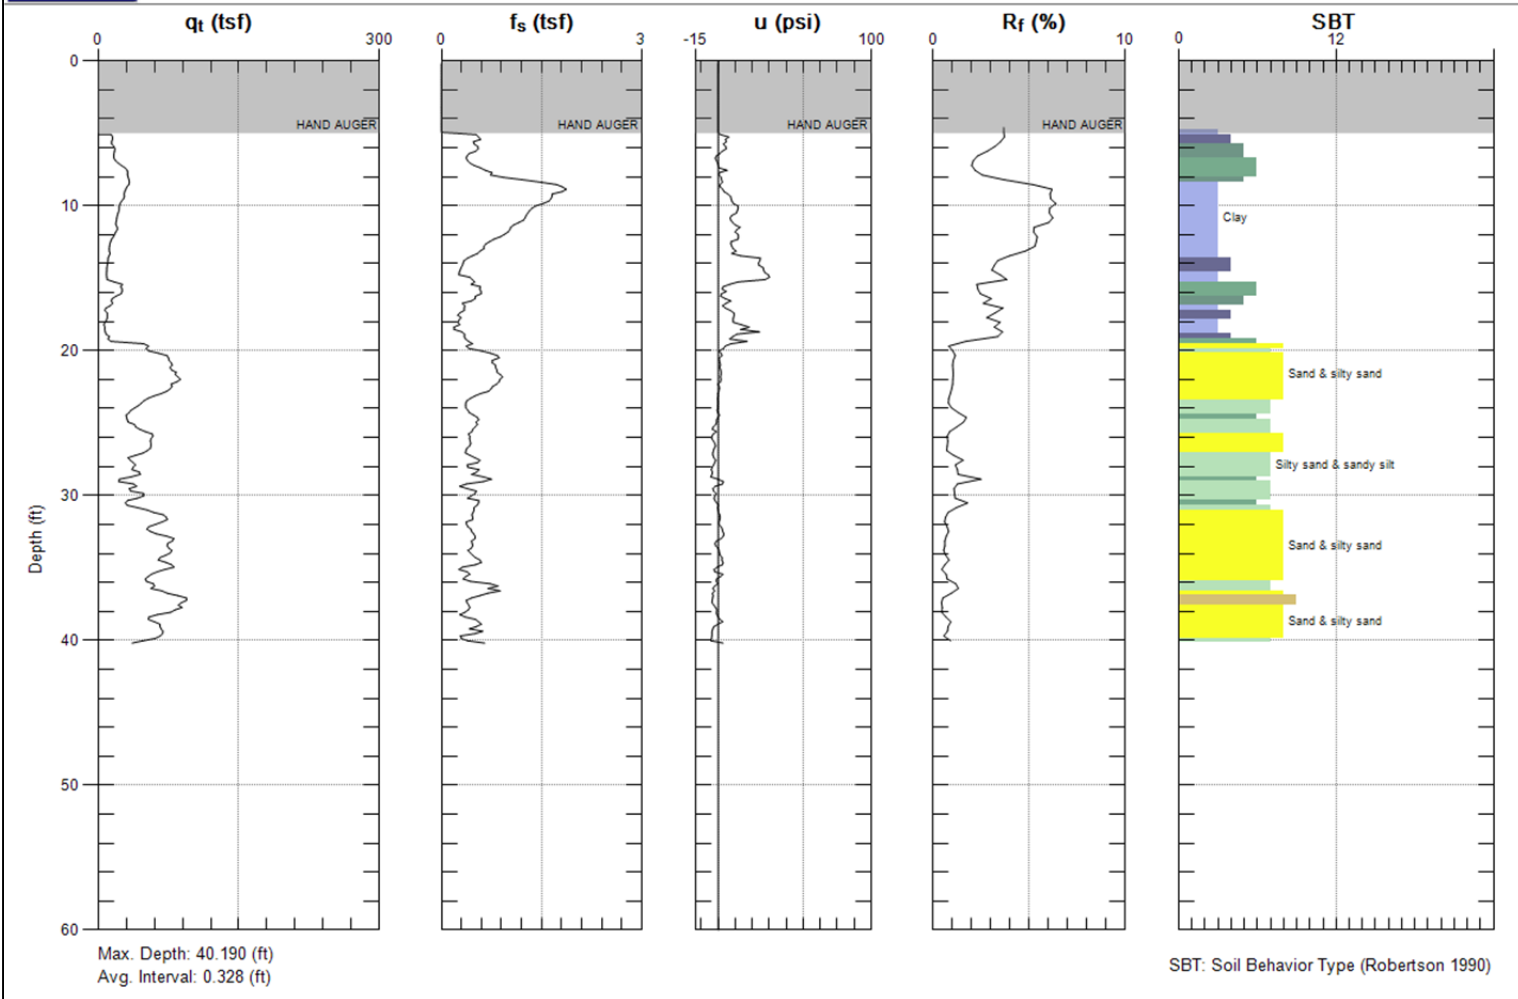 qt (tsf) fs (tsf) u (psi) Rf (%) SBT
0 300 0 3 -15 100 0 10 0 12
0
HAND AUGER HAND AUGER HAND AUGER HAND AUGER
10
Clay
20
Sand & silty sand
Silty sand & sandy silt
30
Depth (ft)
Sand & silty sand
Sand & silty sand
40
50
60
Max. Depth: 40.190 (ft)
Avg. Interval: 0.328 (ft)
SBT: Soil Behavior Type (Robertson 1990)